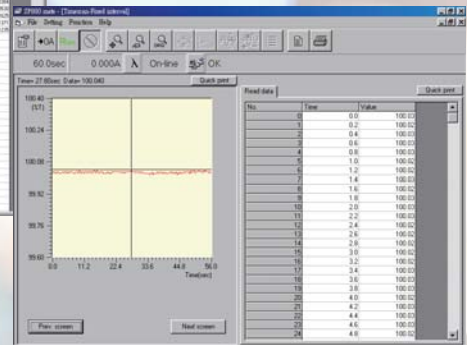 ZP900 mate - [Timescan-Fixed interval]
File Setting Function Help
60.0sec 0.000A λ On-line OK
Time= 27.60sec Data= 100.040 Quick print
100.40
(%T)
100.24
100.08
99.92
99.76
99.60
0.0 11.2 22.4 33.6 44.8 56.0
Time(sec)
Prev. screen Next screen
Read data Quick print
No. Time Value
0 0.0 100.03
1 0.2 100.02
2 0.4 100.03
3 0.6 100.03
4 0.8 100.03
5 1.0 100.02
6 1.2 100.02
7 1.4 100.03
8 1.6 100.02
9 1.8 100.03
10 2.0 100.03
11 2.2 100.03
12 2.4 100.02
13 2.6 100.02
14 2.8 100.02
15 3.0 100.02
16 3.2 100.02
17 3.4 100.03
18 3.6 100.03
19 3.8 100.03
20 4.0 100.02
21 4.2 100.02
22 4.4 100.03
23 4.6 100.02
24 4.8 100.02